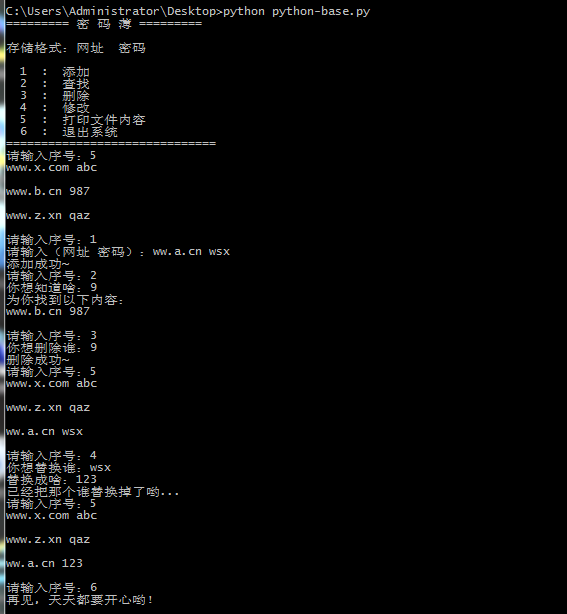 C:\Users\Administrator\Desktop>python python-base.py
========= 密 码 薄 =========
存储格式：网址  密码
1  :  添加
2  :  查找
3  :  删除
4  :  修改
5  :  打印文件内容
6  :  退出系统
==============================
请输入序号：5
www.x.com abc
www.b.cn 987
www.z.xn qaz
请输入序号：1
请输入（网址 密码）：ww.a.cn wsx
添加成功~
请输入序号：2
你想知道啥：9
为你找到以下内容：
www.b.cn 987
请输入序号：3
你想删除谁：9
删除成功~
请输入序号：5
www.x.com abc
www.z.xn qaz
ww.a.cn wsx
请输入序号：4
你想替换谁：wsx
替换成啥：123
已经把那个谁替换掉了呦...
请输入序号：5
www.x.com abc
www.z.xn qaz
ww.a.cn 123
请输入序号：6
再见，天天都要开心呦！